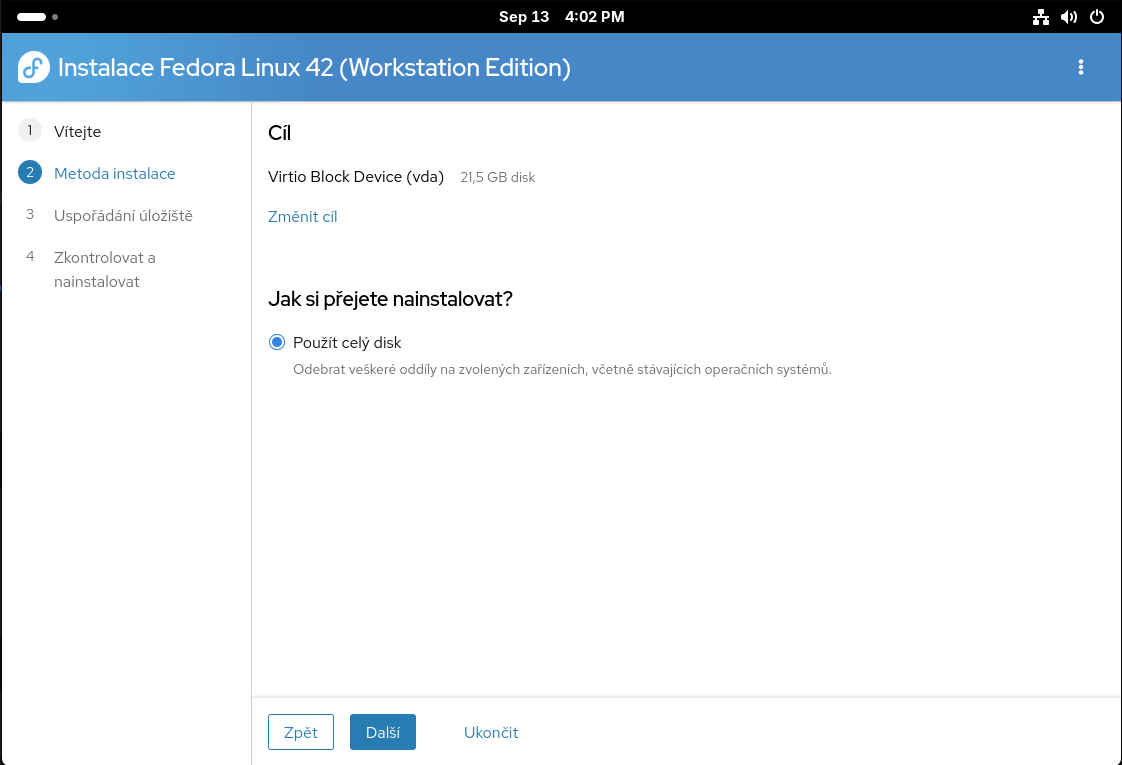 Sep 13 4:02 PM
Instalace Fedora Linux 42 (Workstation Edition)
1 Vítejte
2 Metoda instalace
3 Uspořádání úložiště
4 Zkontrolovat a
nainstalovat
Cíl
Virtio Block Device (vda) 21,5 GB disk
Změnit cíl
Jak si přejete nainstalovat?
Použít celý disk
Odebrat veškeré oddíly na zvolených zařízeních, včetně stávajících operačních systémů.
Zpět Další Ukončit